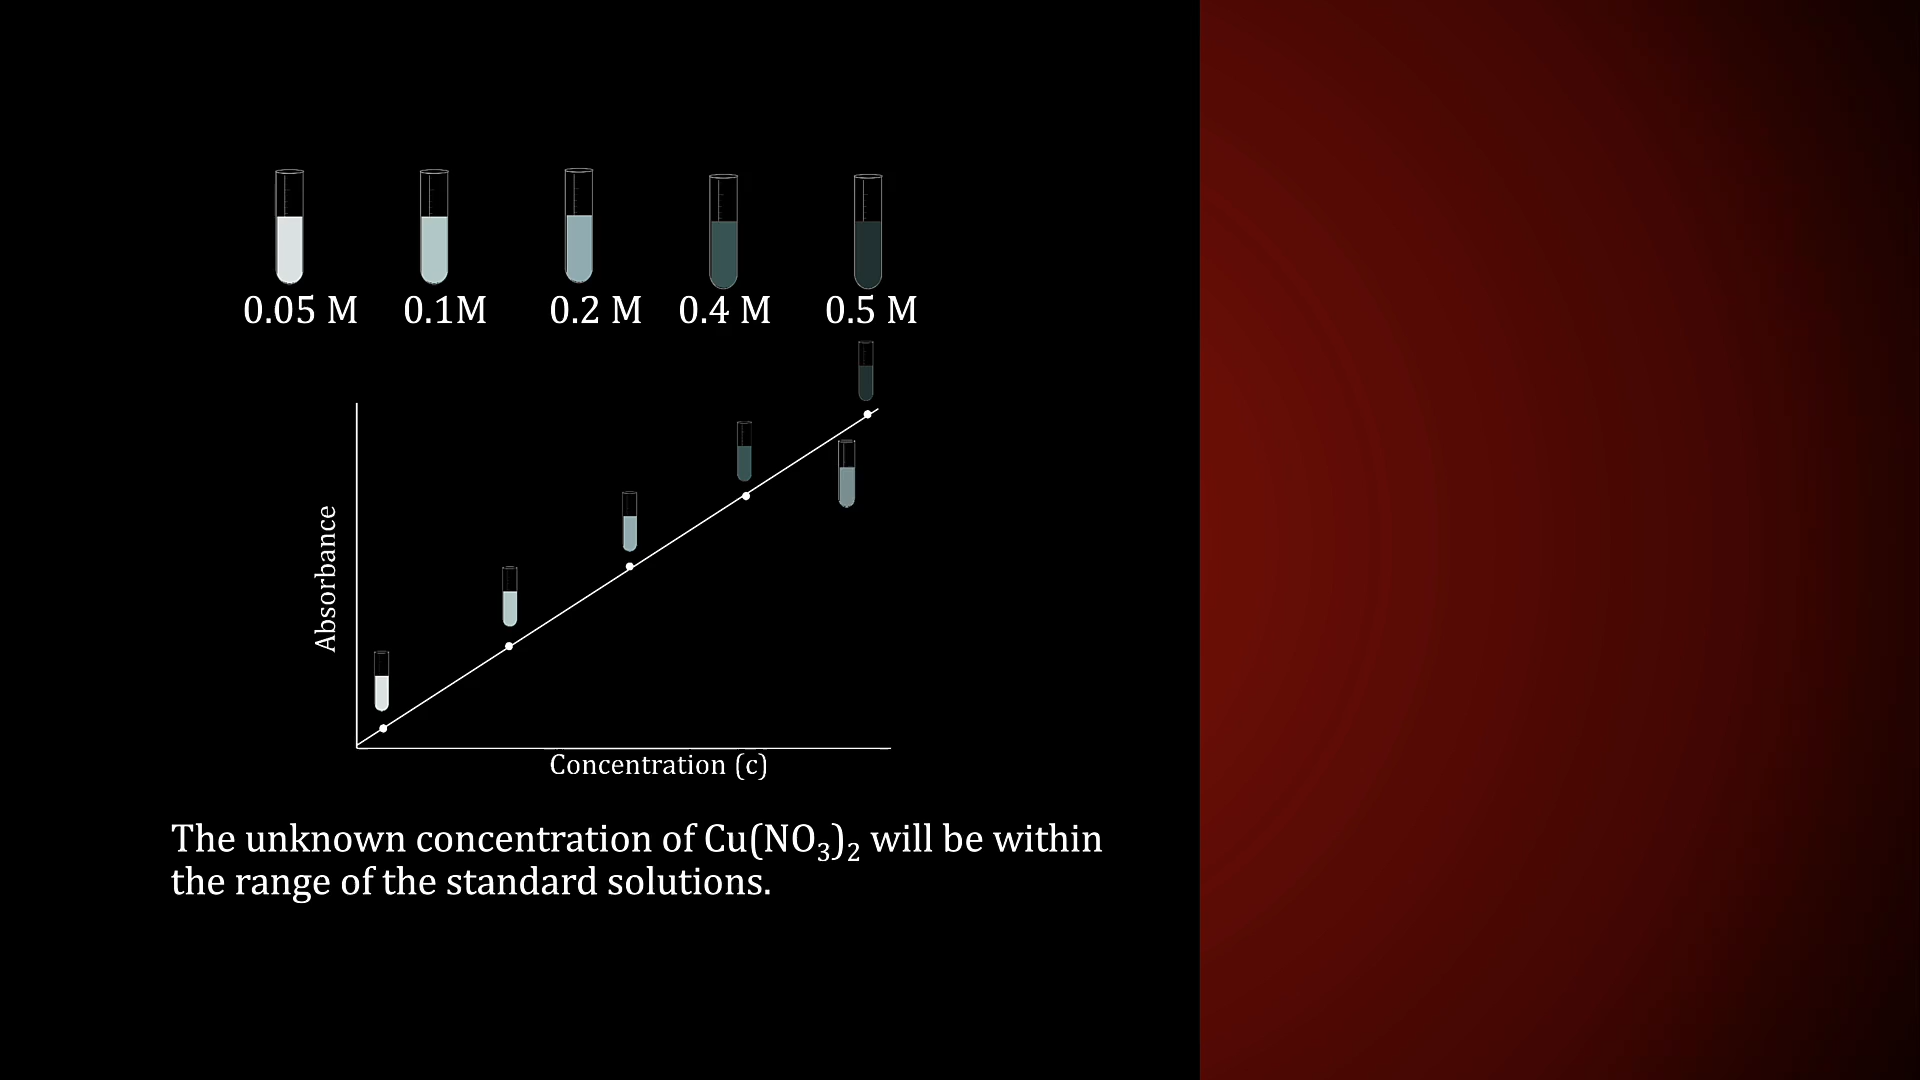 0.05 M 0.1M 0.2 M 0.4 M 0.5 M
Absorbance
Concentration (c)
The unknown concentration of Cu(NO₃)₂ will be within
the range of the standard solutions.